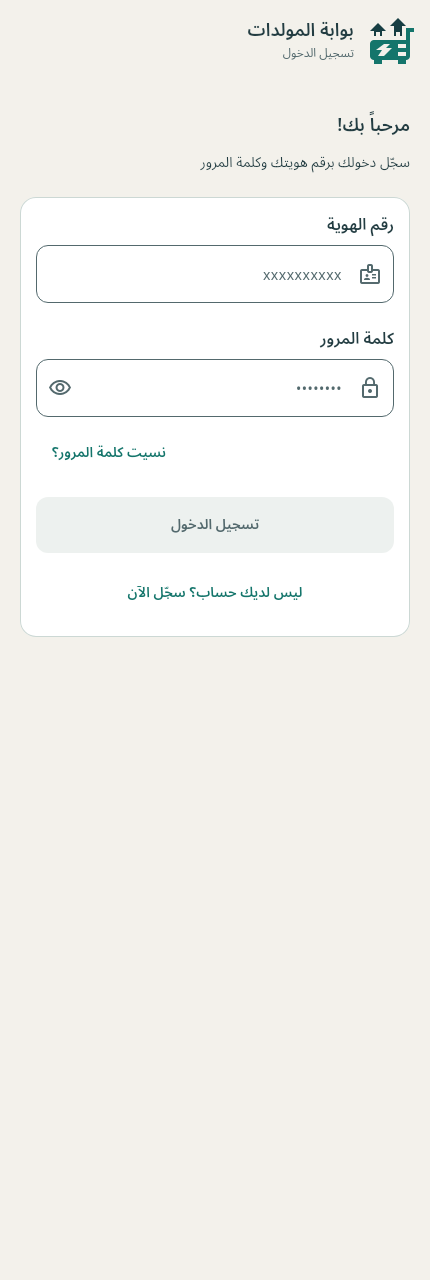 بوابة المولدات
تسجيل الدخول
مرحباً بك!
سجّل دخولك برقم هويتك وكلمة المرور
رقم الهوية
xxxxxxxxxx
كلمة المرور
••••••••
نسيت كلمة المرور؟
تسجيل الدخول
ليس لديك حساب؟ سجّل الآن